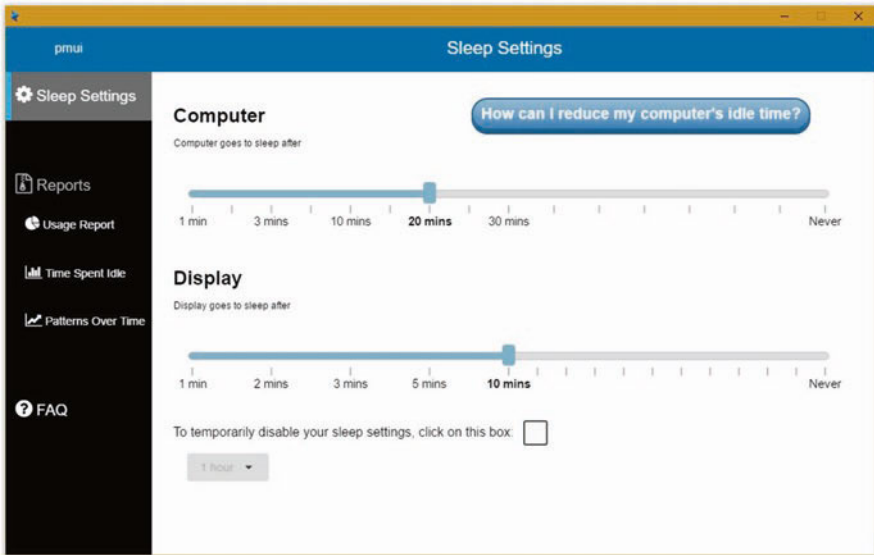 pmui
Sleep Settings
Sleep Settings
Reports
Usage Report
Time Spent Idle
Patterns Over Time
FAQ
Computer
How can I reduce my computer's idle time?
Computer goes to sleep after
1 min 3 mins 10 mins 20 mins 30 mins Never
Display
Display goes to sleep after
1 min 2 mins 3 mins 5 mins 10 mins Never
To temporarily disable your sleep settings, click on this box:
1 hour